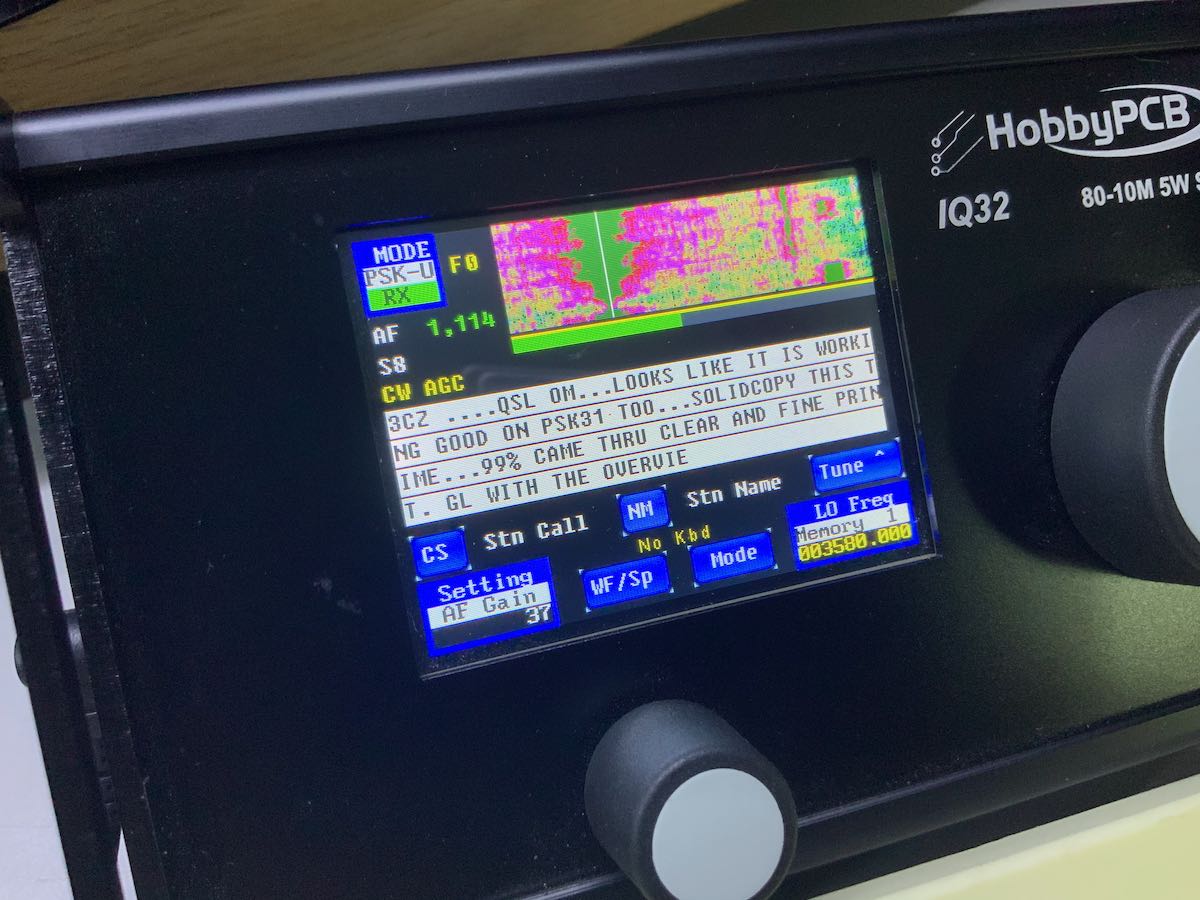 HobbyPCB
IQ32
80-10M 5W
MODE
PSK-U
RX
F0
AF 1,114
S8
CW AGC
3CZ ....QSL OM...LOOKS LIKE IT IS WORKI
NG GOOD ON PSK31 TOO...SOLIDCOPY THIS T
IME...99% CAME THRU CLEAR AND FINE PRIN
T. GL WITH THE OVERVIE
CS Stn Call NM Stn Name Tune ^
No Kbd
Setting
AF Gain
37
WF/Sp
Mode
LO Freq
Memory 1
003580.000